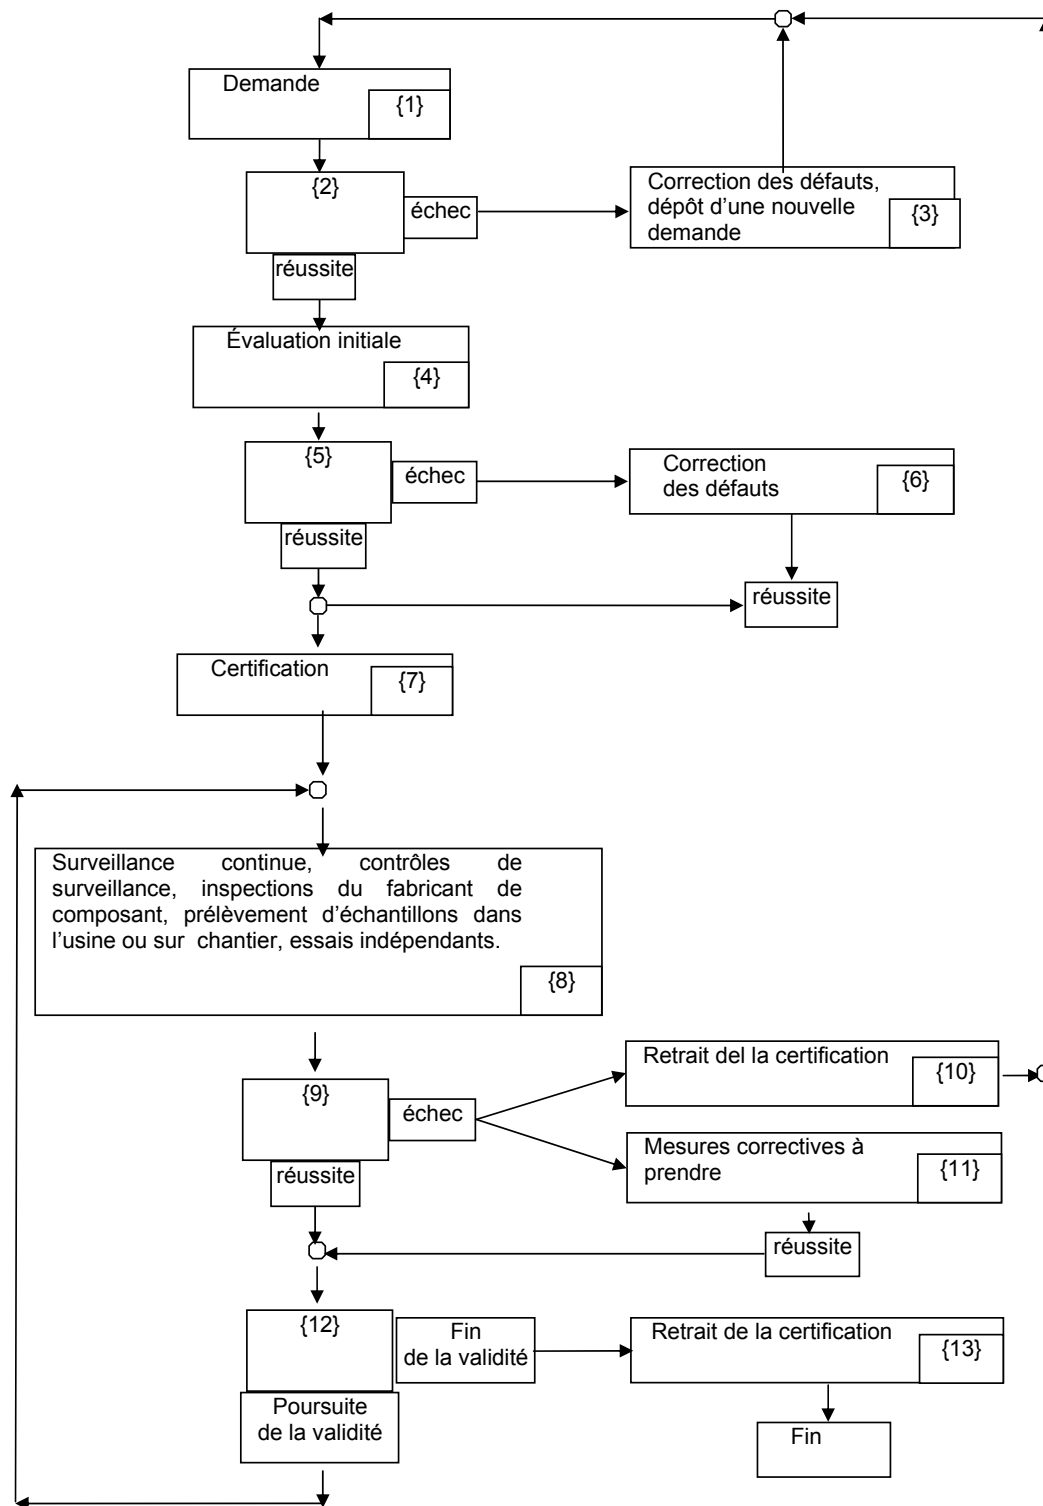 Demande
{1}
{2}
échec
réussite
Correction des défauts,
dépôt d’une nouvelle
demande
{3}
Évaluation initiale
{4}
{5}
échec
réussite
Correction
des défauts
{6}
réussite
Certification
{7}
Surveillance continue, contrôles de
surveillance, inspections du fabricant de
composant, prélèvement d’échantillons dans
l’usine ou sur chantier, essais indépendants.
{8}
{9}
échec
réussite
Retrait del la certification
{10}
Mesures correctives à
prendre
{11}
réussite
{12}
Fin
de la validité
Poursuite
de la validité
Retrait de la certification
{13}
Fin